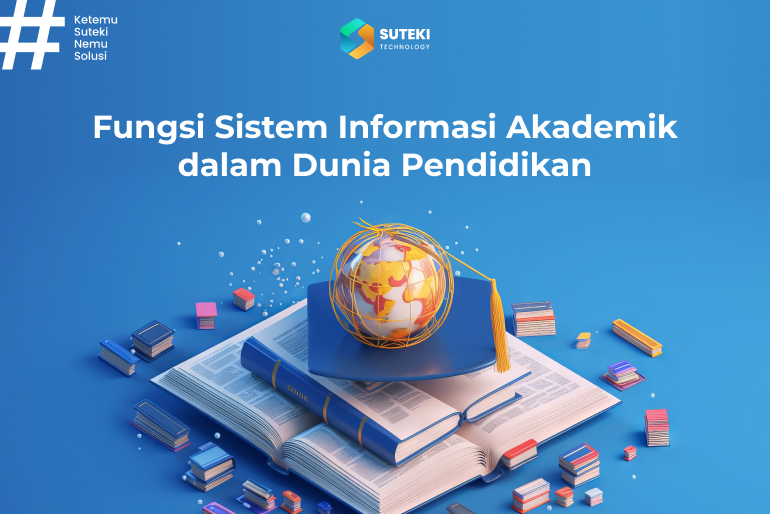 #
Ketemu
Suteki
Nemu
Solusi
SUTEKI
TECHNOLOGY
Fungsi Sistem Informasi Akademik
dalam Dunia Pendidikan